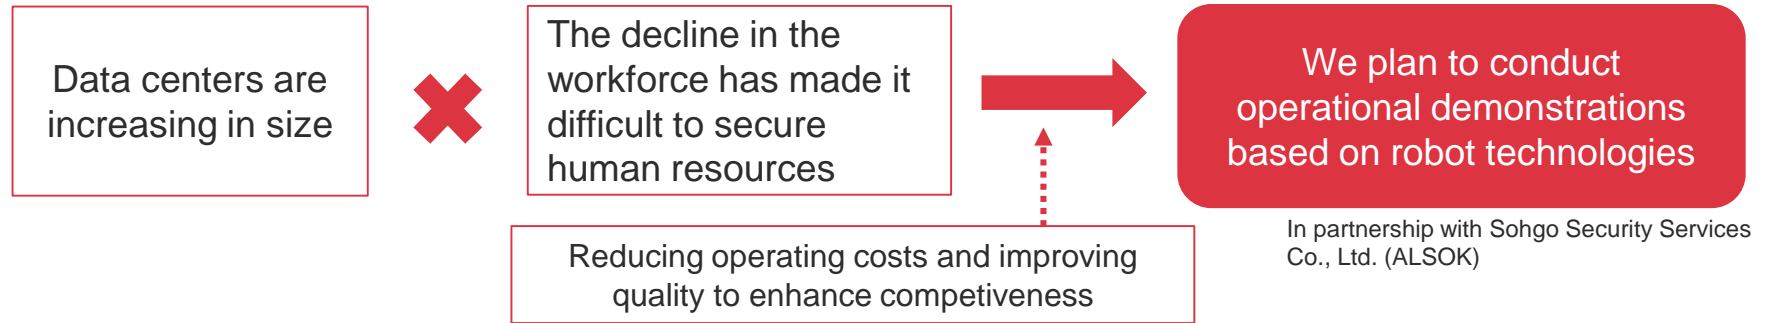 Data centers are
increasing in size
The decline in the
workforce has made it
difficult to secure
human resources
We plan to conduct
operational demonstrations
based on robot technologies
In partnership with Sohgo Security Services
Co., Ltd. (ALSOK)
Reducing operating costs and improving
quality to enhance competiveness